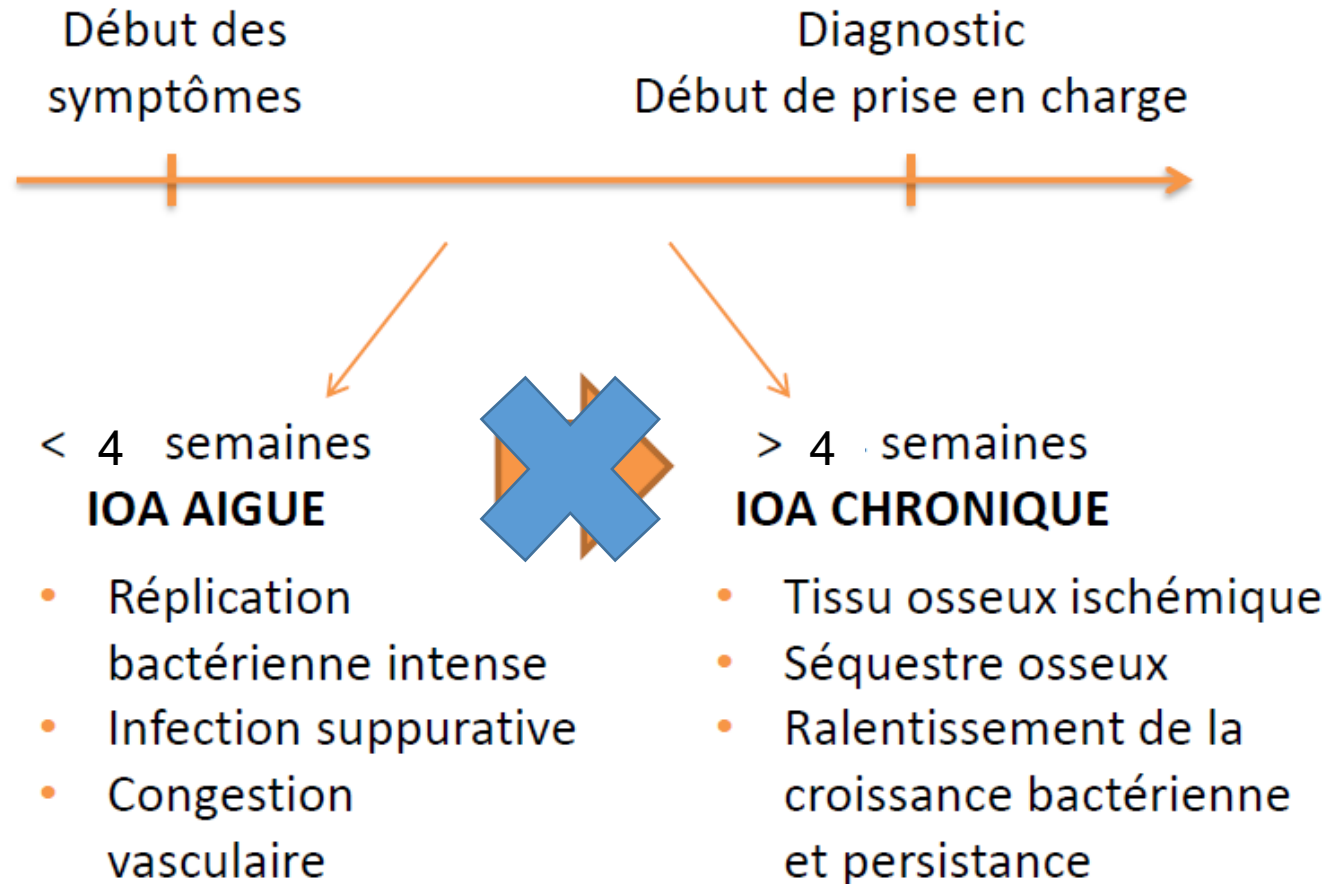 Début des
symptômes
Diagnostic
Début de prise en charge
< 4 semaines
IOA AIGUE
• Réplication
bactérienne intense
• Infection suppurative
• Congestion
vasculaire
> 4 semaines
IOA CHRONIQUE
• Tissu osseux ischémique
• Séquestre osseux
• Ralentissement de la
croissance bactérienne
et persistance